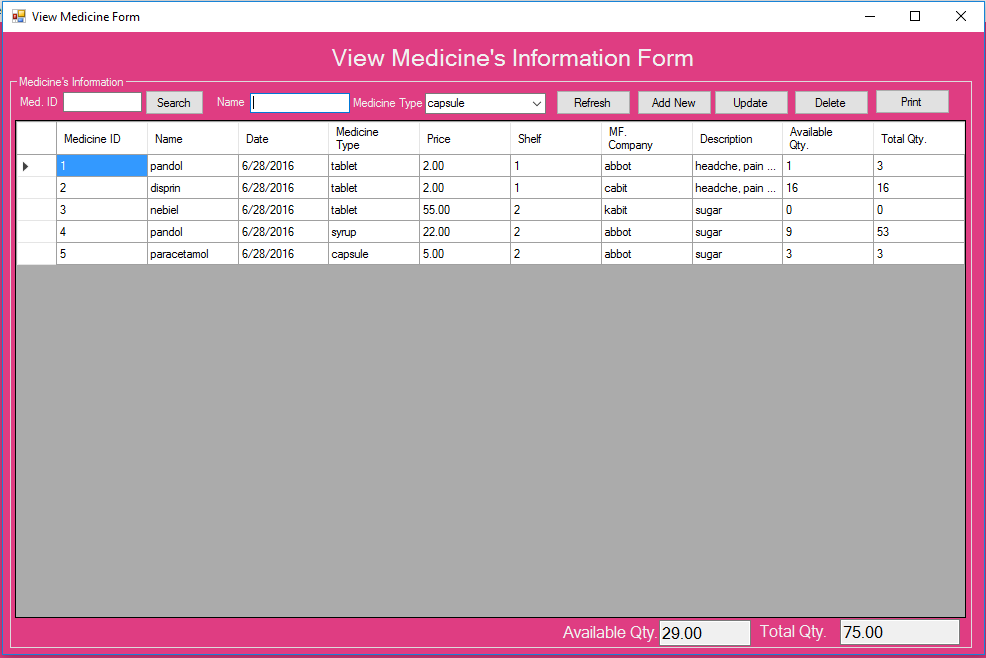 View Medicine Form
View Medicine's Information Form
Medicine's Information
Med. ID Search Name Medicine Type capsule Refresh Add New Update Delete Print
Medicine ID Name Date Medicine Type Price Shelf MF. Company Description Available Qty. Total Qty.
1 pandol 6/28/2016 tablet 2.00 1 abbot headche, pain ... 1 3
2 disprin 6/28/2016 tablet 2.00 1 cabit headche, pain ... 16 16
3 nebiel 6/28/2016 tablet 55.00 2 kabit sugar 0 0
4 pandol 6/28/2016 syrup 22.00 2 abbot sugar 9 53
5 paracetamol 6/28/2016 capsule 5.00 2 abbot sugar 3 3
Available Qty. 29.00 Total Qty. 75.00